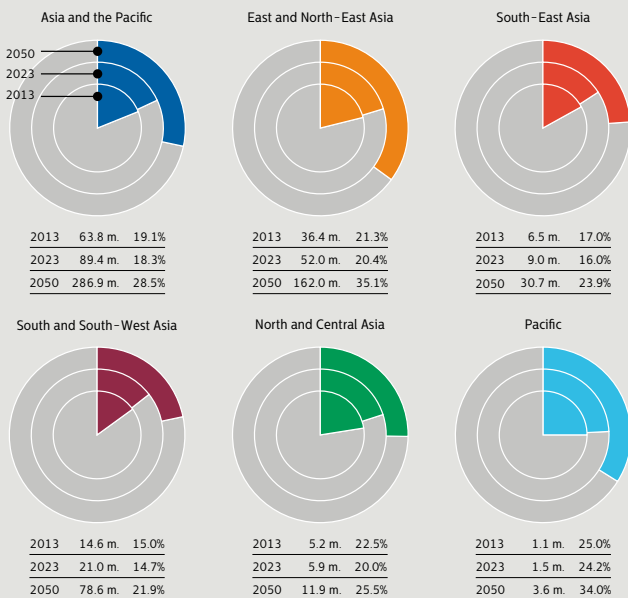 Asia and the Pacific
2050
2023
2013
2013 63.8 m. 19.1%
2023 89.4 m. 18.3%
2050 286.9 m. 28.5%
East and North-East Asia
2013 36.4 m. 21.3%
2023 52.0 m. 20.4%
2050 162.0 m. 35.1%
South-East Asia
2013 6.5 m. 17.0%
2023 9.0 m. 16.0%
2050 30.7 m. 23.9%
South and South-West Asia
2013 14.6 m. 15.0%
2023 21.0 m. 14.7%
2050 78.6 m. 21.9%
North and Central Asia
2013 5.2 m. 22.5%
2023 5.9 m. 20.0%
2050 11.9 m. 25.5%
Pacific
2013 1.1 m. 25.0%
2023 1.5 m. 24.2%
2050 3.6 m. 34.0%